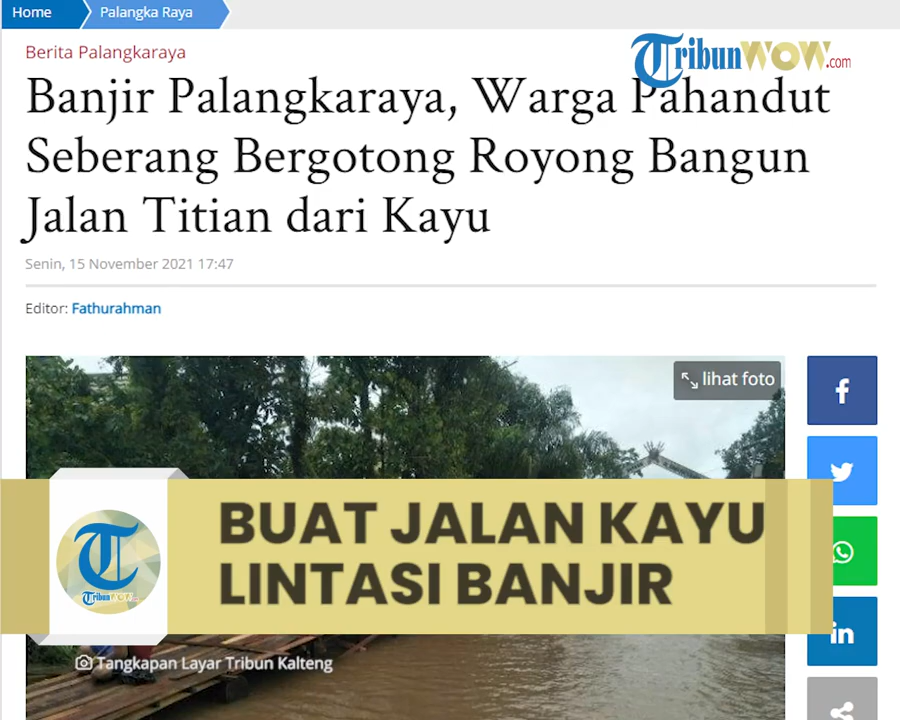 Home
Palangka Raya
TribunWOW.com
Berita Palangkaraya
Banjir Palangkaraya, Warga Pahandut
Seberang Bergotong Royong Bangun
Jalan Titian dari Kayu
Senin, 15 November 2021 17:47
Editor: Fathurahman
lihat foto
BUAT JALAN KAYU
LINTASI BANJIR
TribunWOW
Tangkapan Layar Tribun Kalteng